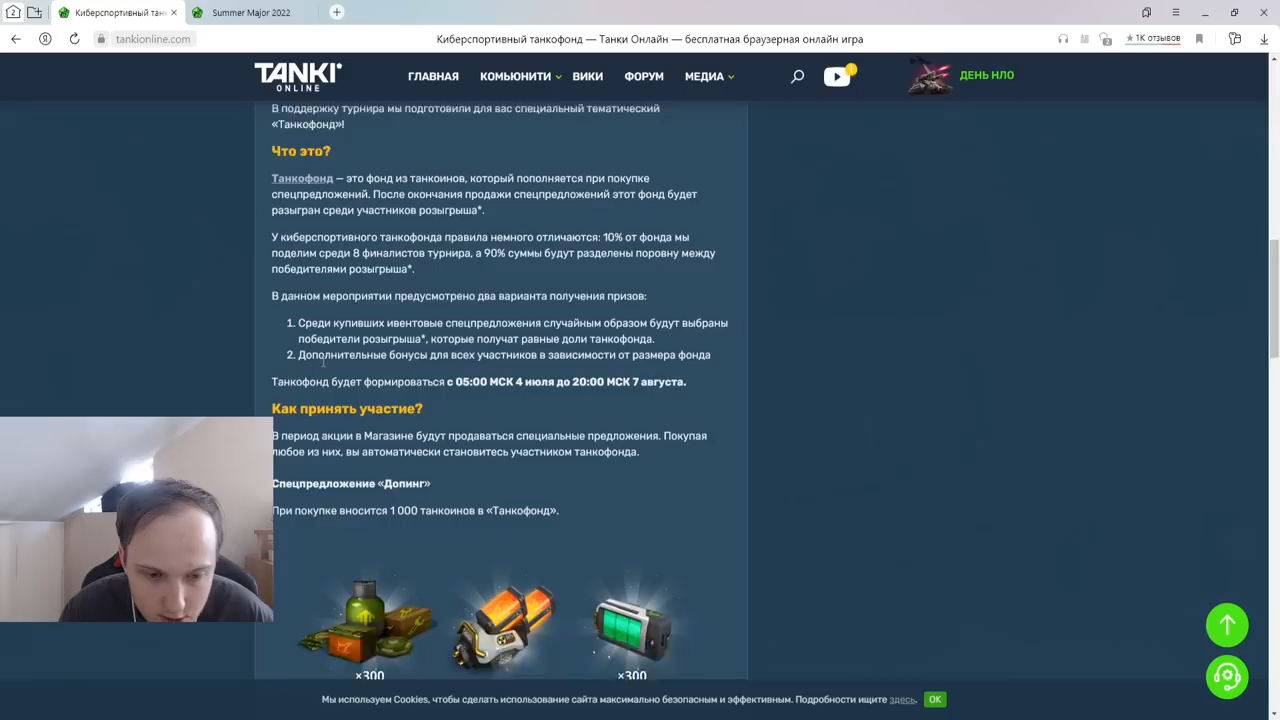 Киберспортивный танкофонд
Summer Major 2022
tankionline.com
Киберспортивный танкофонд — Танки Онлайн — бесплатная браузерная онлайн игра
1К отзывов
TANKI
ONLINE
ГЛАВНАЯ
КОМЬЮНИТИ
ВИКИ
ФОРУМ
МЕДИА
ДЕНЬ НЛО
В поддержку турнира мы подготовили для вас специальный тематический
«Танкофонд»!
Что это?
Танкофонд — это фонд из танкоинов, который пополняется при покупке
спецпредложений. После окончания продажи спецпредложений этот фонд будет
разыгран среди участников розыгрыша*.
У киберспортивного танкофонда правила немного отличаются: 10% от фонда мы
поделим среди 8 финалистов турнира, а 90% суммы будут разделены поровну между
победителями розыгрыша*.
В данном мероприятии предусмотрено два варианта получения призов:
1. Среди купивших ивентовые спецпредложения случайным образом будут выбраны
победители розыгрыша*, которые получат равные доли танкофонда.
2. Дополнительные бонусы для всех участников в зависимости от размера фонда
Танкофонд будет формироваться с 05:00 МСК 4 июля до 20:00 МСК 7 августа.
Как принять участие?
В период акции в Магазине будут продаваться специальные предложения. Покупая
любое из них, вы автоматически становитесь участником танкофонда.
Спецпредложение «Допинг»
При покупке вносится 1 000 танкоинов в «Танкофонд».
×300
×300
Мы используем Cookies, чтобы сделать использование сайта максимально безопасным и эффективным. Подробности ищите здесь.
OK